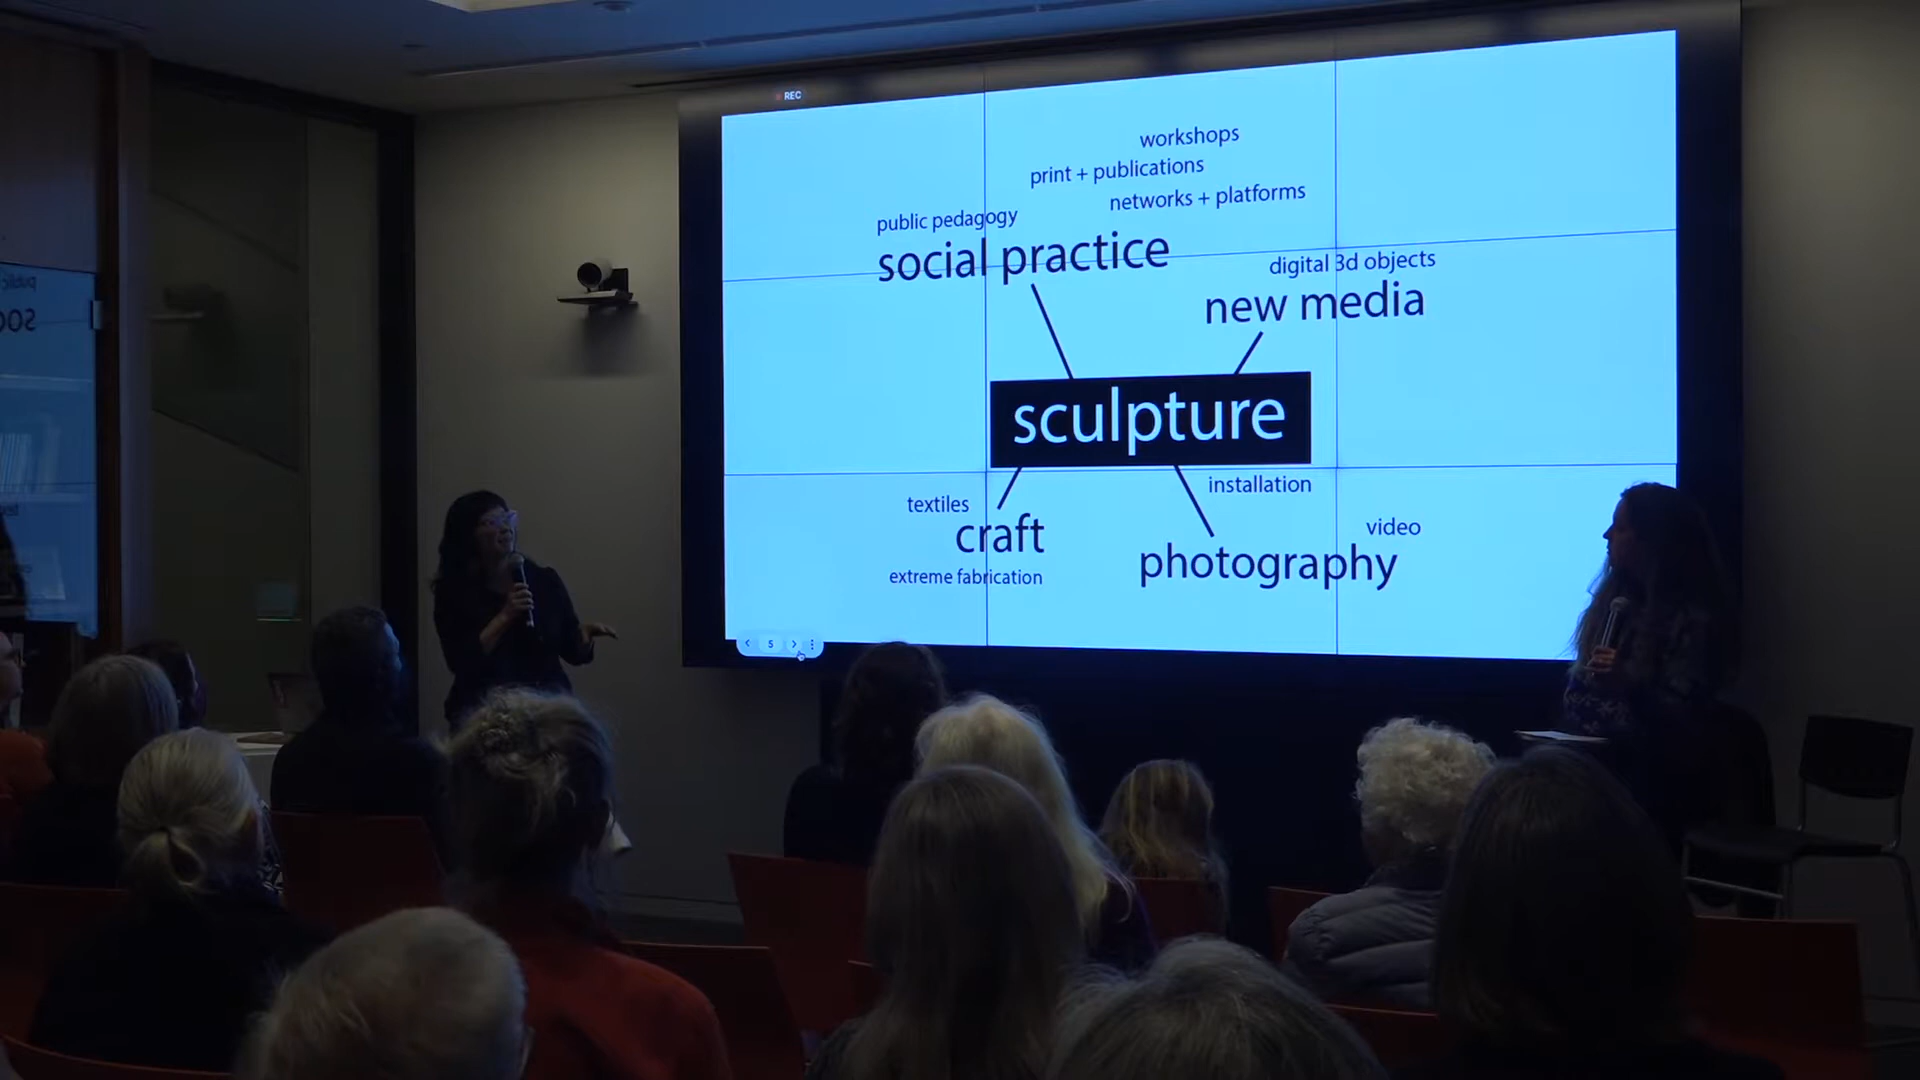 REC
workshops
print + publications
networks + platforms
public pedagogy
social practice
digital 3d objects
new media
sculpture
installation
textiles
craft
extreme fabrication
video
photography
5